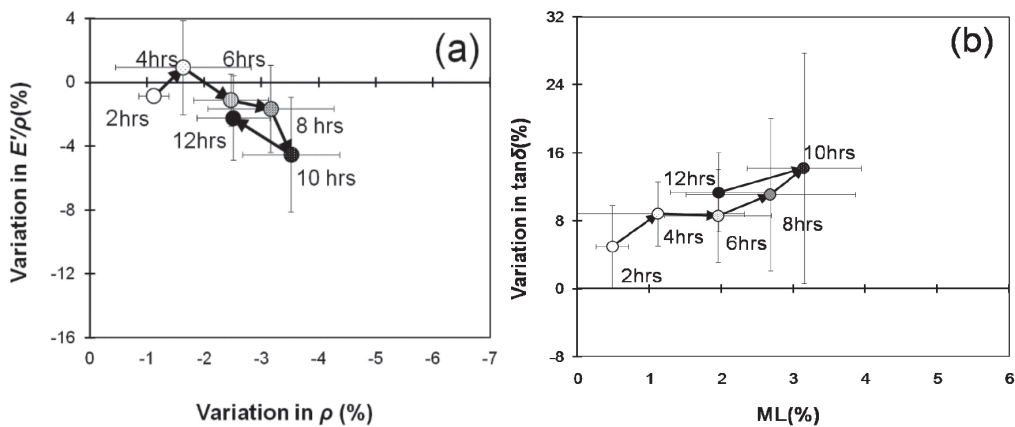 4
0
-4
-8
-12
-16
Variation in E'/ρ(%)
(a)
4hrs
6hrs
2hrs
12hrs
8 hrs
10 hrs
0
-1
-2
-3
-4
-5
-6
-7
Variation in ρ (%)
32
24
16
8
0
-8
Variation in tanδ(%)
(b)
10hrs
12hrs
4hrs
6hrs
8hrs
2hrs
0
1
2
3
4
5
6
ML(%)